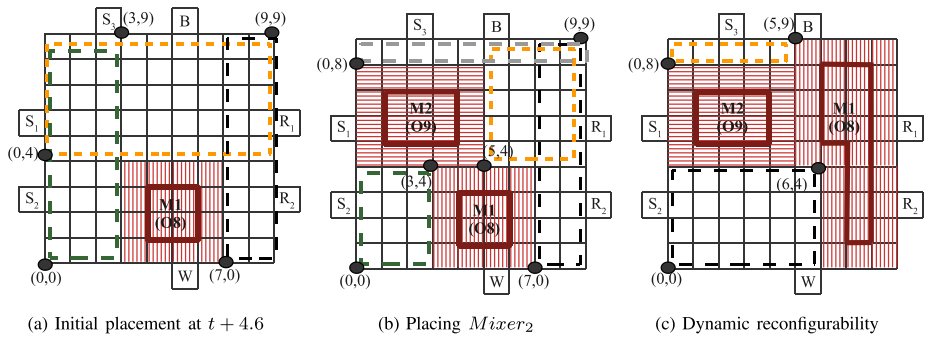 S3 (3,9) B (9,9)
S1 R1
(0,4)
S2 M1 R2
(O8)
(0,0) W (7,0)
(a) Initial placement at t + 4.6
S3 B (9,9)
(0,8)
M2
S1 (O9) R1
(3,4) (5,4)
S2 M1 R2
(O8)
(0,0) W (7,0)
(b) Placing Mixer2
S3 (5,9) B
(0,8)
M2 M1
S1 (O9) (O8) R1
(6,4)
S2 R2
(0,0) W
(c) Dynamic reconfigurability